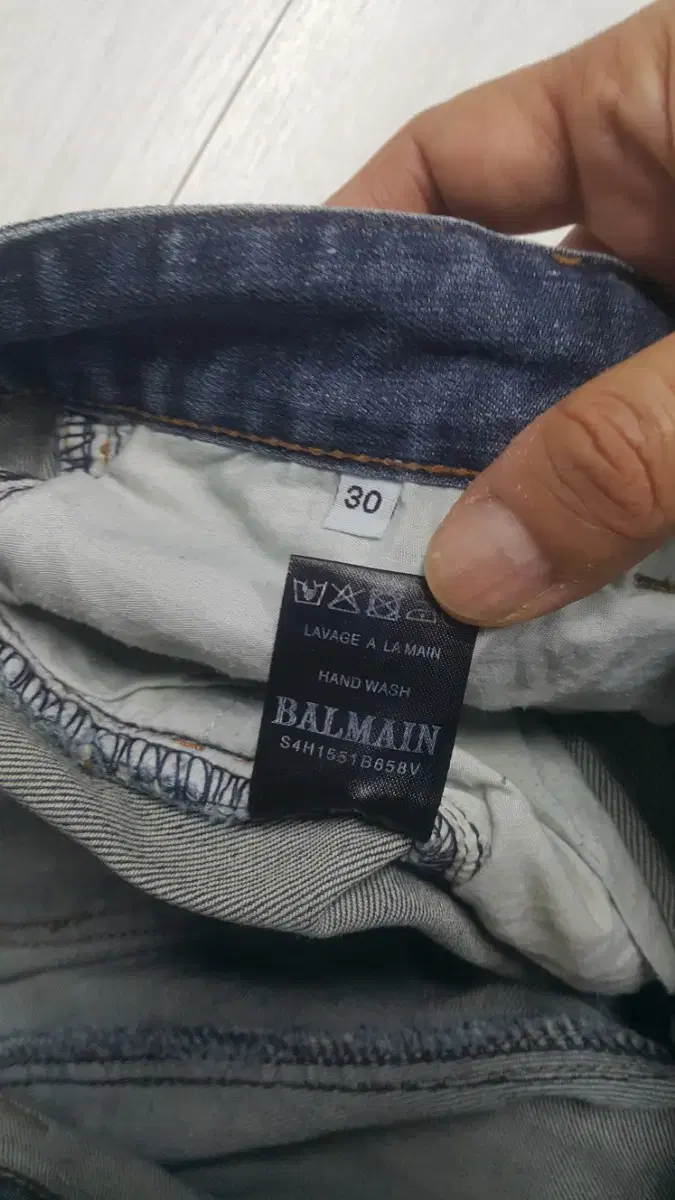 30
LAVAGE A LA MAIN
HAND WASH
BALMAIN
S4H1551B658V